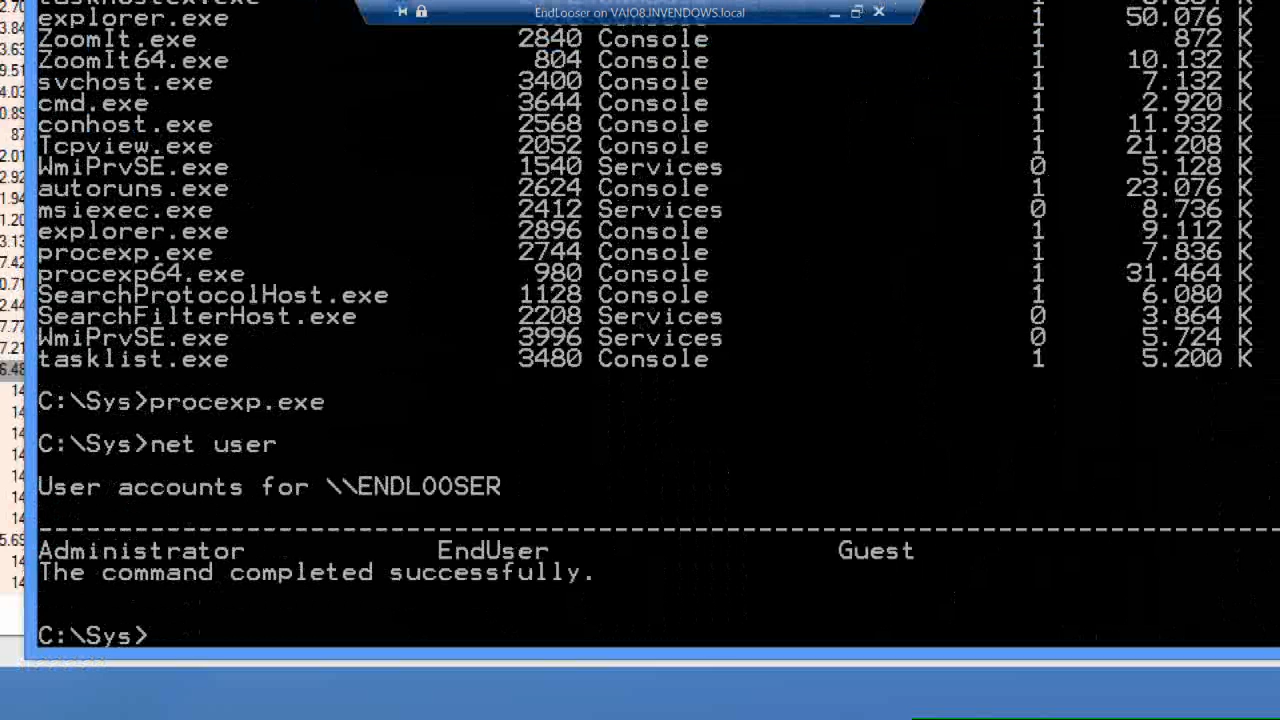 EndLooser on VAIO8.INVENDOWS.local
explorer.exe 2840 Console 1 50.076 K
ZoomIt.exe 2840 Console 1 872 K
ZoomIt64.exe 804 Console 1 10.132 K
svchost.exe 3400 Console 1 7.132 K
cmd.exe 3644 Console 1 2.920 K
conhost.exe 2568 Console 1 11.932 K
Tcpview.exe 2052 Console 1 21.208 K
WmiPrvSE.exe 1540 Services 0 5.128 K
autoruns.exe 2624 Console 1 23.076 K
msiexec.exe 2412 Services 0 8.736 K
explorer.exe 2896 Console 1 9.112 K
procexp.exe 2744 Console 1 7.836 K
procexp64.exe 980 Console 1 31.464 K
SearchProtocolHost.exe 1128 Console 1 6.080 K
SearchFilterHost.exe 2208 Services 0 3.864 K
WmiPrvSE.exe 3996 Services 0 5.724 K
tasklist.exe 3480 Console 1 5.200 K
C:\Sys>procexp.exe
C:\Sys>net user
User accounts for \\ENDLOOSER
-------------------------------------------------------------------------------
Administrator EndUser Guest
The command completed successfully.
C:\Sys>